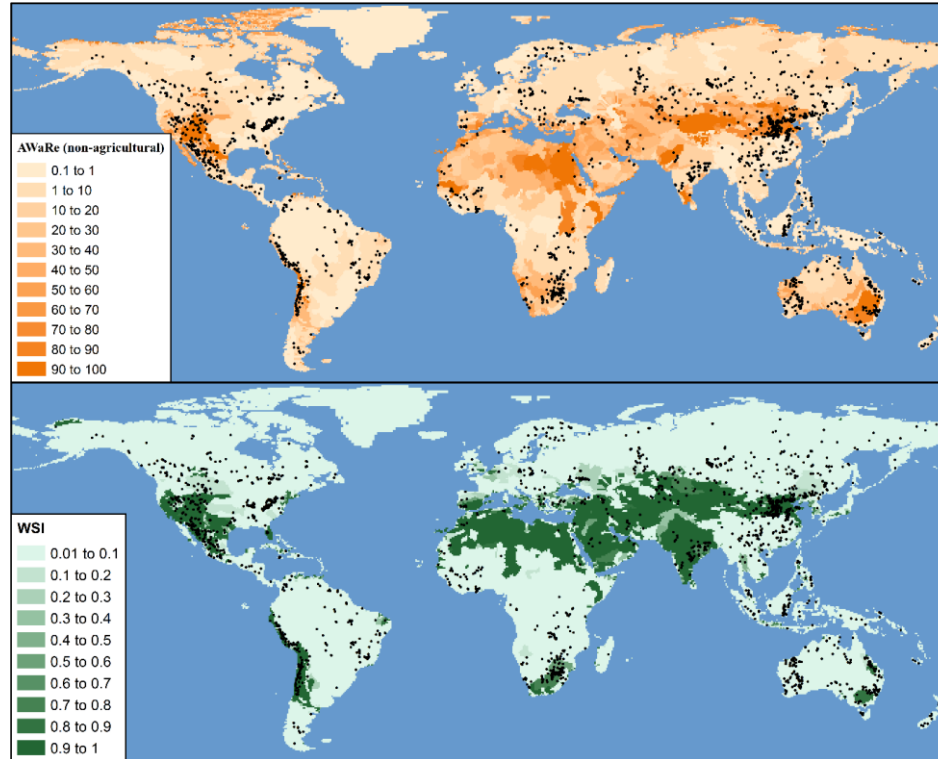 AWaRe (non-agricultural)
0.1 to 1
1 to 10
10 to 20
20 to 30
30 to 40
40 to 50
50 to 60
60 to 70
70 to 80
80 to 90
90 to 100
WSI
0.01 to 0.1
0.1 to 0.2
0.2 to 0.3
0.3 to 0.4
0.4 to 0.5
0.5 to 0.6
0.6 to 0.7
0.7 to 0.8
0.8 to 0.9
0.9 to 1